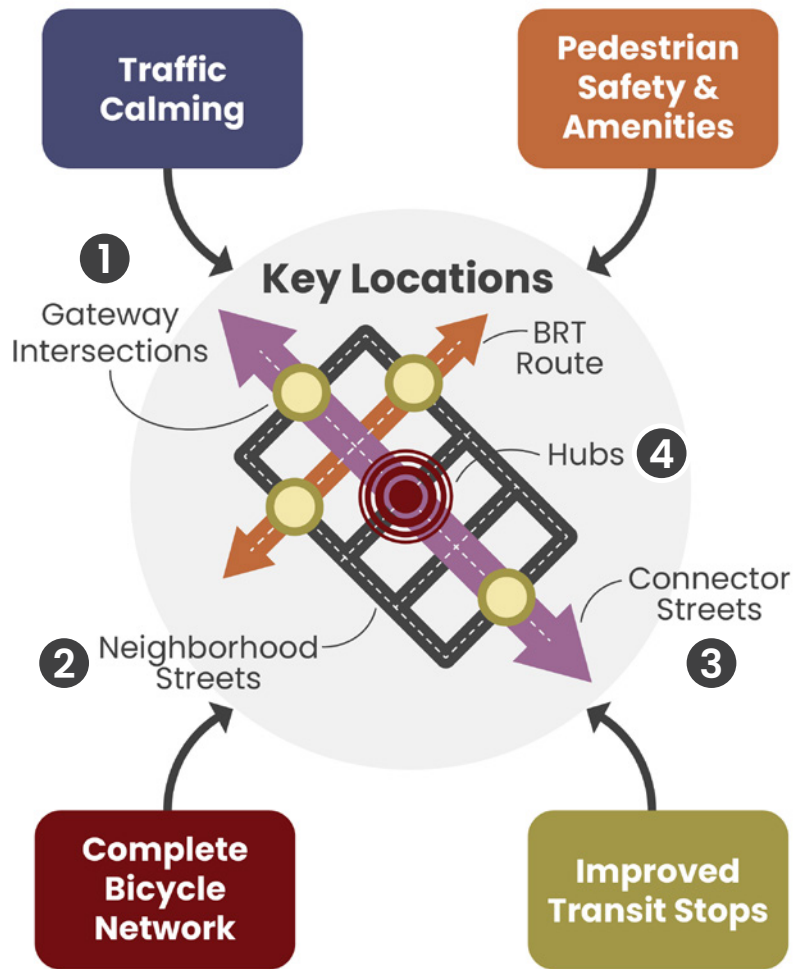 Traffic
Calming
Pedestrian
Safety &
Amenities
1
Key Locations
Gateway
Intersections
BRT
Route
Hubs 4
Connector
Streets
2 Neighborhood
Streets
3
Complete
Bicycle
Network
Improved
Transit Stops